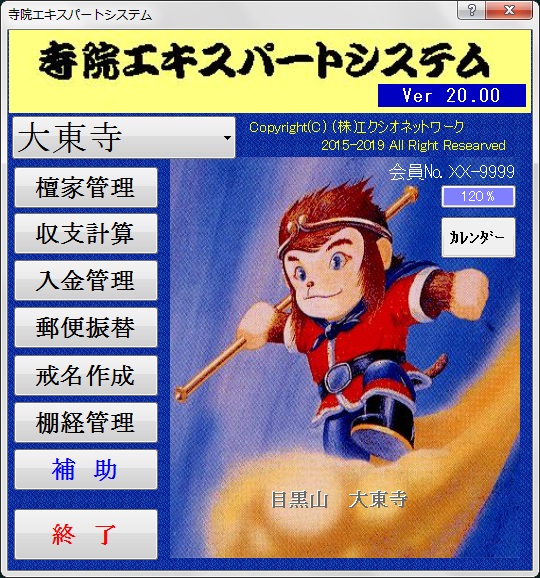 寺院エキスパートシステム
寺院エキスパートシステム
Ver 20.00
大東寺
Copyright(C) (株)エクシオネットワーク
2015-2019 All Right Researved
会員No. XX-9999
120%
カレンダー
檀家管理
収支計算
入金管理
郵便振替
戒名作成
棚経管理
補 助
終 了
目黒山 大東寺